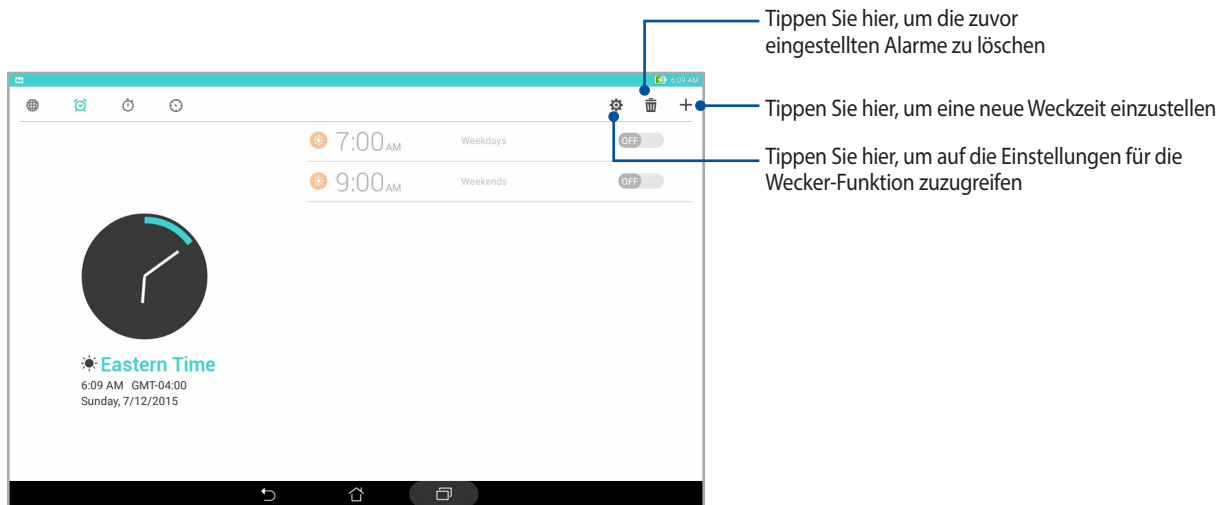 Tippen Sie hier, um die zuvor
eingestellten Alarme zu löschen
6:09 AM
Tippen Sie hier, um eine neue Weckzeit einzustellen
7:00 AM Weekdays OFF
Tippen Sie hier, um auf die Einstellungen für die
Wecker-Funktion zuzugreifen
9:00 AM Weekends OFF
Eastern Time
6:09 AM GMT-04:00
Sunday, 7/12/2015